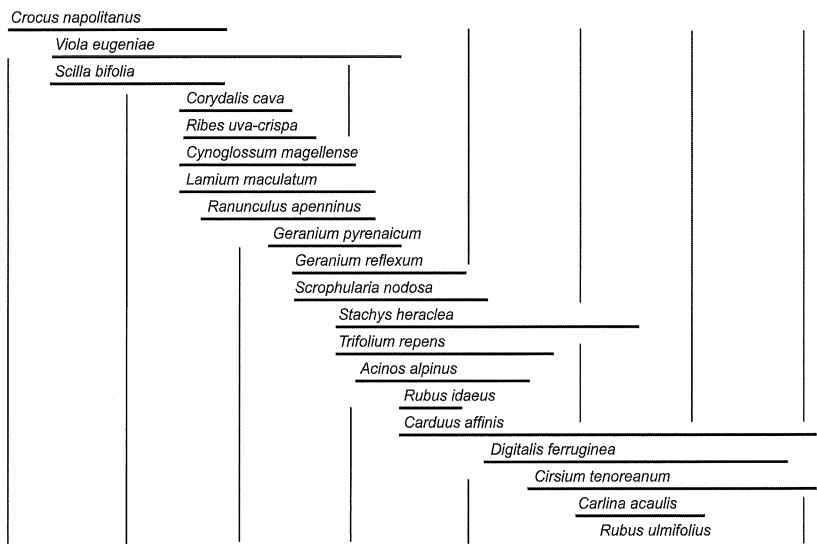 Crocus napolitanus
Viola eugeniae
Scilla bifolia
Corydalis cava
Ribes uva-crispa
Cynoglossum magellense
Lamium maculatum
Ranunculus apenninus
Geranium pyrenaicum
Geranium reflexum
Scrophularia nodosa
Stachys heraclea
Trifolium repens
Acinos alpinus
Rubus idaeus
Carduus affinis
Digitalis ferruginea
Cirsium tenoreanum
Carlina acaulis
Rubus ulmifolius